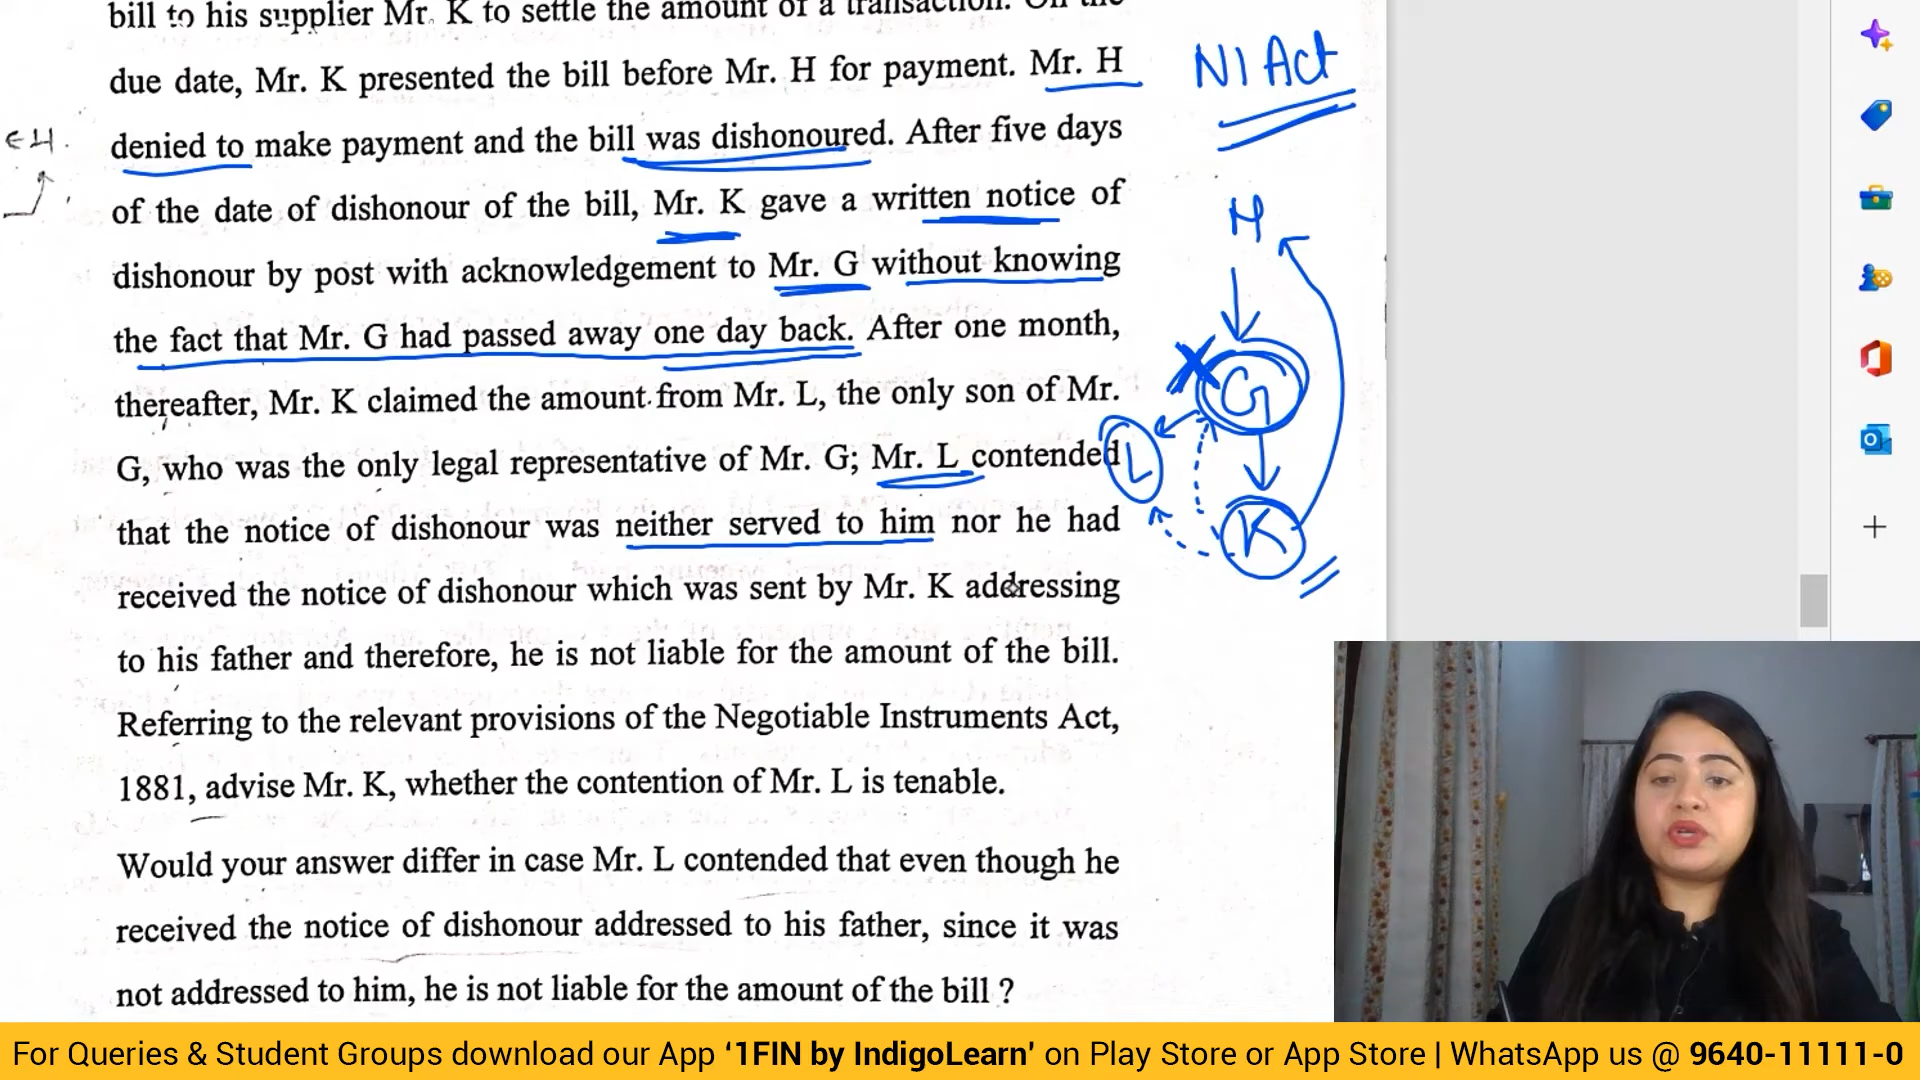 bill to his supplier Mr. K to settle the amount of a transaction. On the
due date, Mr. K presented the bill before Mr. H for payment. Mr. H
denied to make payment and the bill was dishonoured. After five days
of the date of dishonour of the bill, Mr. K gave a written notice of
dishonour by post with acknowledgement to Mr. G without knowing
the fact that Mr. G had passed away one day back. After one month,
thereafter, Mr. K claimed the amount from Mr. L, the only son of Mr.
G, who was the only legal representative of Mr. G; Mr. L contended
that the notice of dishonour was neither served to him nor he had
received the notice of dishonour which was sent by Mr. K addressing
to his father and therefore, he is not liable for the amount of the bill.
Referring to the relevant provisions of the Negotiable Instruments Act,
1881, advise Mr. K, whether the contention of Mr. L is tenable.
Would your answer differ in case Mr. L contended that even though he
received the notice of dishonour addressed to his father, since it was
not addressed to him, he is not liable for the amount of the bill ?
NI Act
H
G
L
K
For Queries & Student Groups download our App ‘1FIN by IndigoLearn' on Play Store or App Store | WhatsApp us @ 9640-11111-0